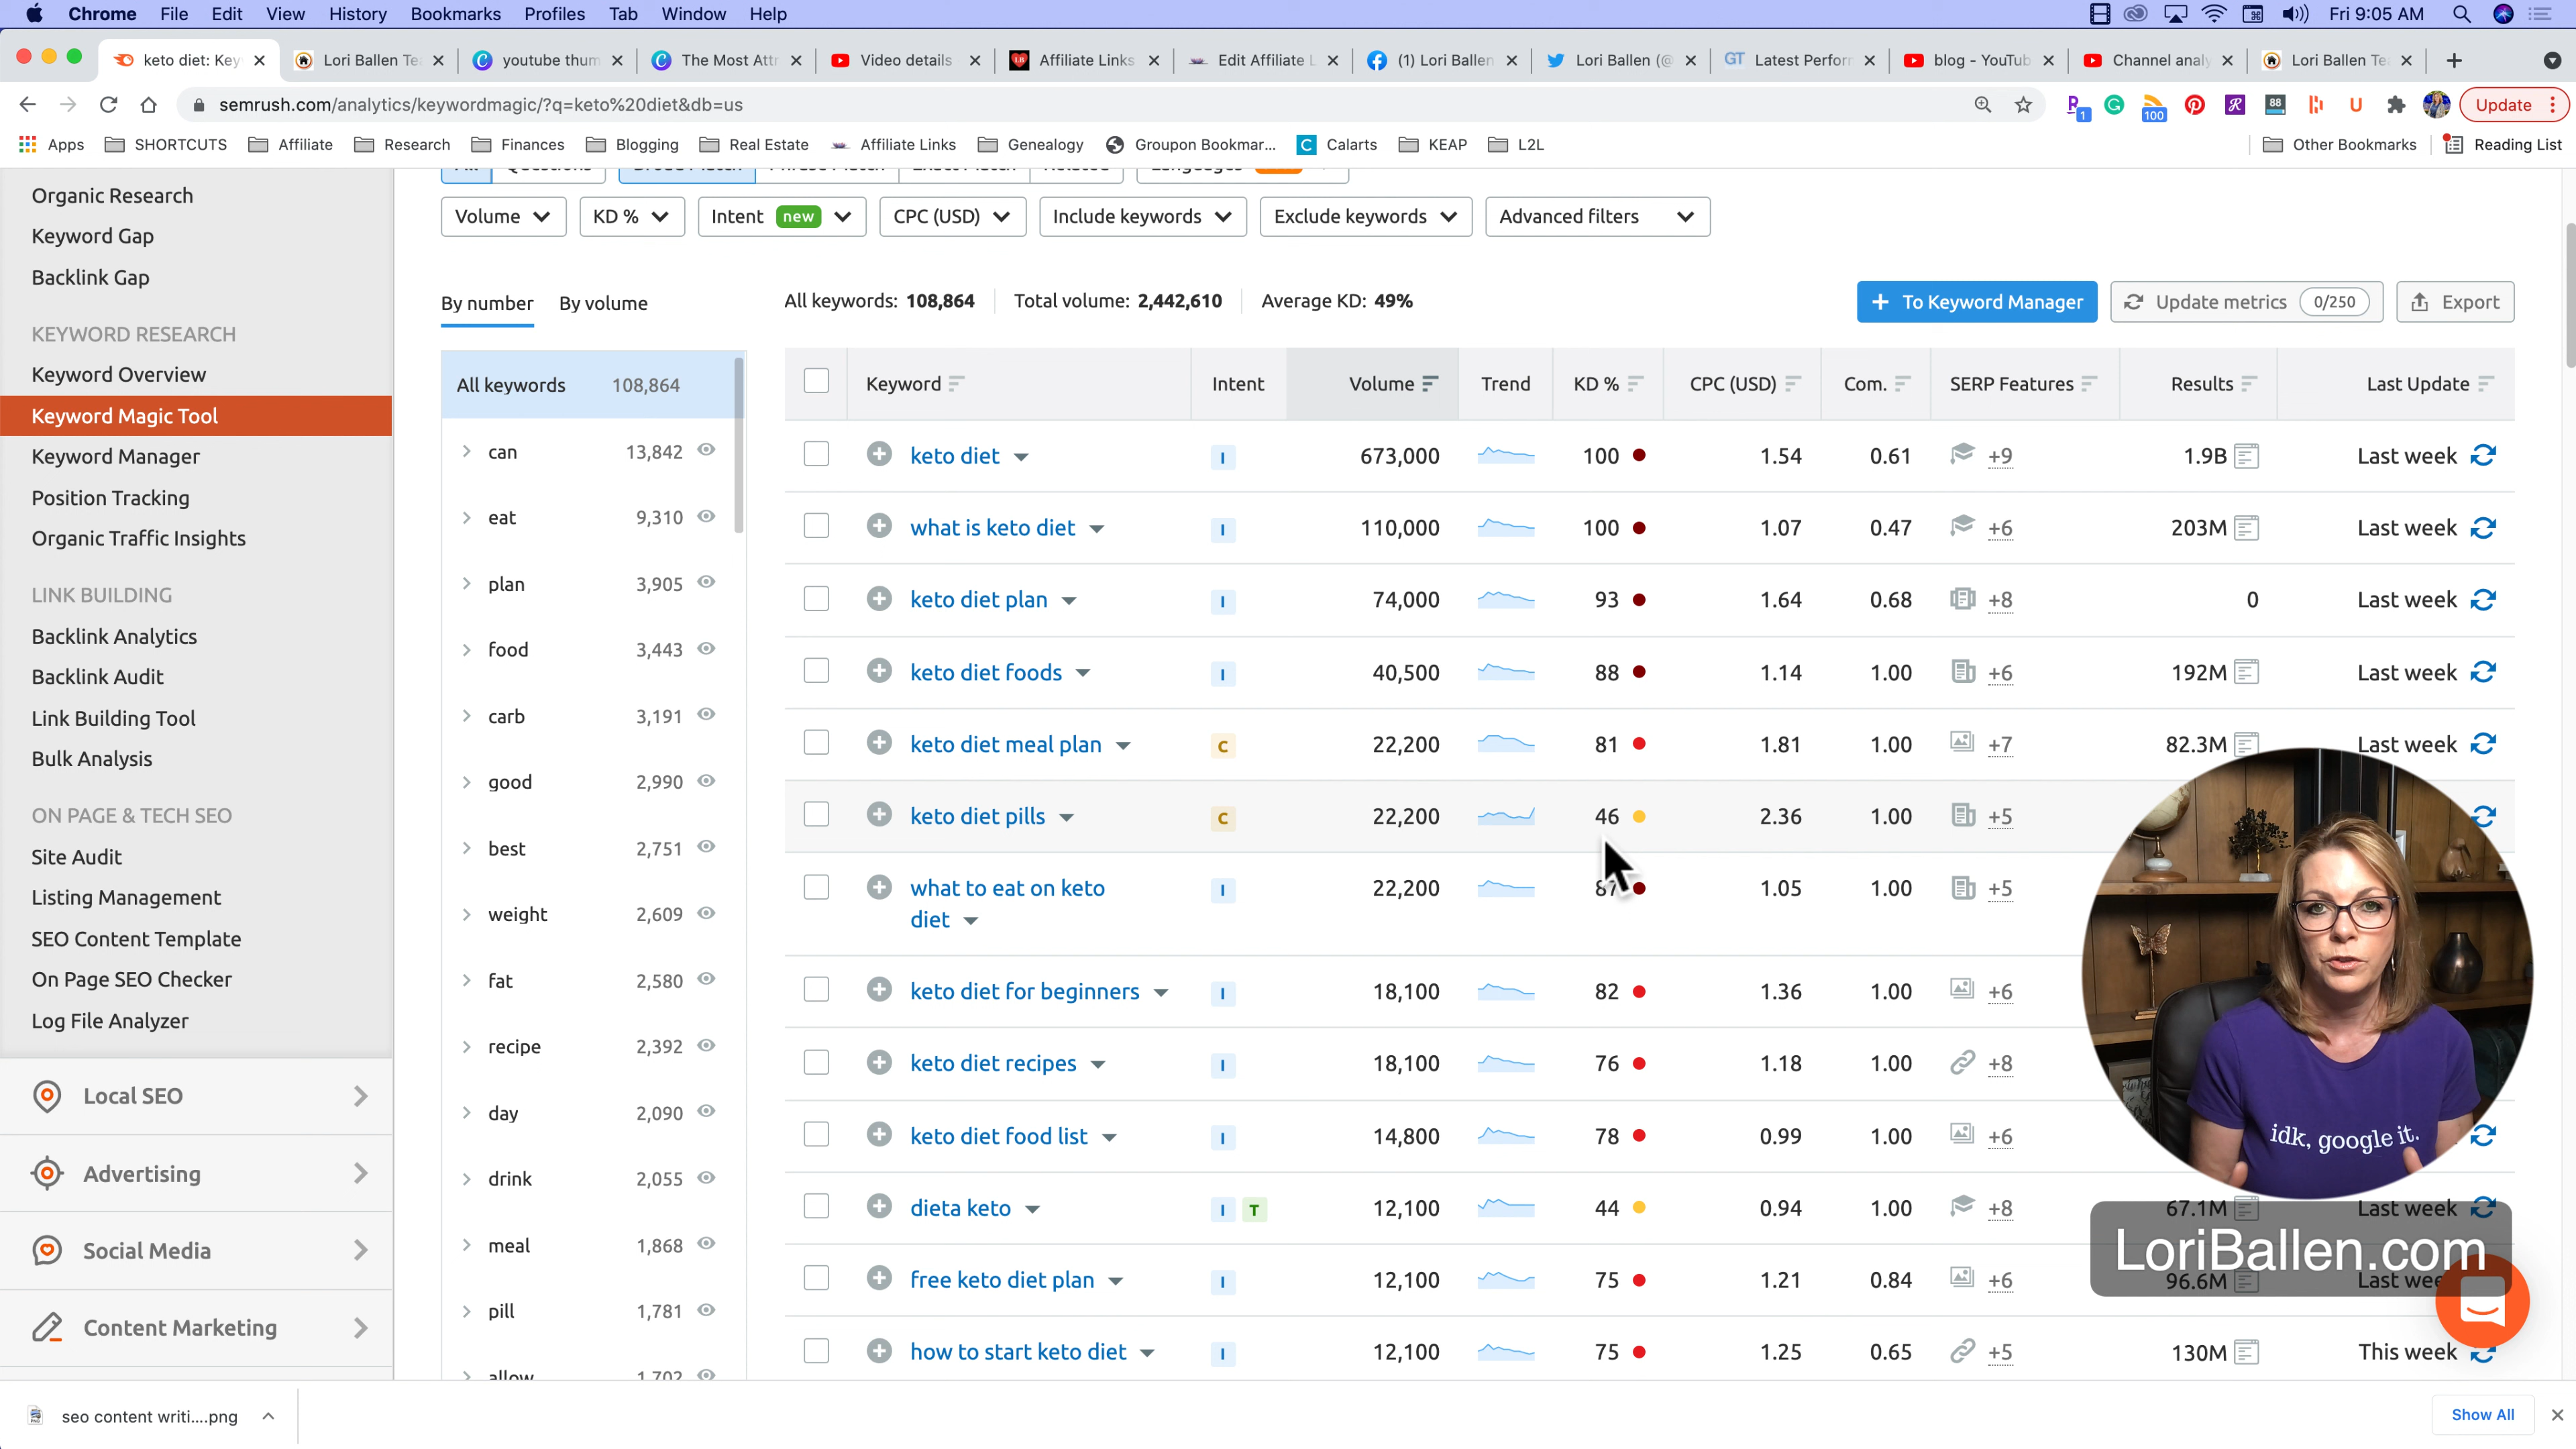 Chrome File Edit View History Bookmarks Profiles Tab Window Help Fri 9:05 AM
keto diet: Key Lori Ballen Te youtube thum The Most Attr Video details Affiliate Links Edit Affiliate L (1) Lori Ballen Lori Ballen (@ GT Latest Perfor blog - YouTub Channel analy Lori Ballen Te
semrush.com/analytics/keywordmagic/?q=keto%20diet&db=us 1 100 88 Update
Apps SHORTCUTS Affiliate Research Finances Blogging Real Estate Affiliate Links Genealogy Groupon Bookmar... Calarts KEAP L2L Other Bookmarks Reading List
Organic Research
Keyword Gap
Backlink Gap
KEYWORD RESEARCH
Keyword Overview
Keyword Magic Tool
Keyword Manager
Position Tracking
Organic Traffic Insights
LINK BUILDING
Backlink Analytics
Backlink Audit
Link Building Tool
Bulk Analysis
ON PAGE & TECH SEO
Site Audit
Listing Management
SEO Content Template
On Page SEO Checker
Log File Analyzer
Local SEO
Advertising
Social Media
Content Marketing
Volume KD % Intent new CPC (USD) Include keywords Exclude keywords Advanced filters
By number By volume
All keywords: 108,864 Total volume: 2,442,610 Average KD: 49%
+ To Keyword Manager Update metrics 0/250 Export
All keywords 108,864
can 13,842
eat 9,310
plan 3,905
food 3,443
carb 3,191
good 2,990
best 2,751
weight 2,609
fat 2,580
recipe 2,392
day 2,090
drink 2,055
meal 1,868
pill 1,781
allow 1,702
Keyword Intent Volume Trend KD % CPC (USD) Com. SERP Features Results Last Update
keto diet I 673,000 100 1.54 0.61 +9 1.9B Last week
what is keto diet I 110,000 100 1.07 0.47 +6 203M Last week
keto diet plan I 74,000 93 1.64 0.68 +8 0 Last week
keto diet foods I 40,500 88 1.14 1.00 +6 192M Last week
keto diet meal plan C 22,200 81 1.81 1.00 +7 82.3M Last week
keto diet pills C 22,200 46 2.36 1.00 +5
what to eat on keto diet I 22,200 87 1.05 1.00 +5
keto diet for beginners I 18,100 82 1.36 1.00 +6
keto diet recipes I 18,100 76 1.18 1.00 +8
keto diet food list I 14,800 78 0.99 1.00 +6
dieta keto I T 12,100 44 0.94 1.00 +8 67.1M Last week
free keto diet plan I 12,100 75 1.21 0.84 +6 96.6M Last week
how to start keto diet I 12,100 75 1.25 0.65 +5 130M This week
idk, google it.
LoriBallen.com
seo content writi....png Show All